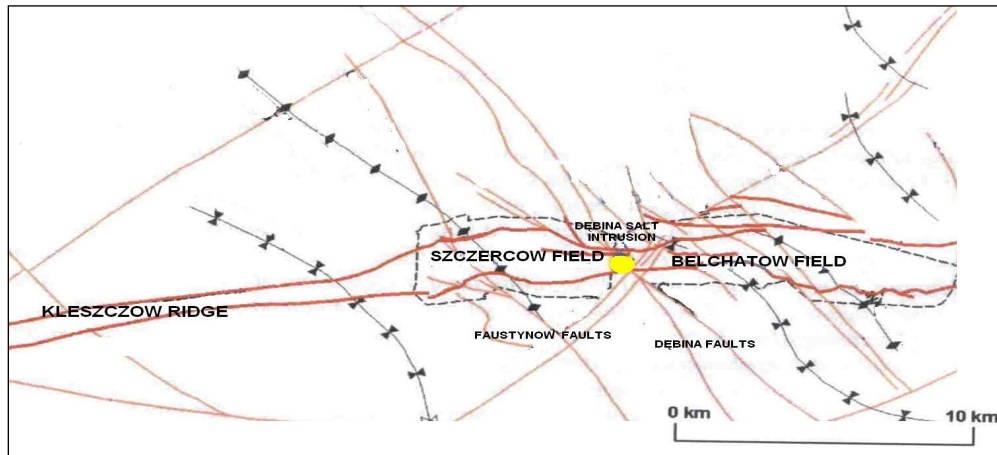 DĘBINA SALT
INTRUSION
SZCZERCOW FIELD
BELCHATOW FIELD
KLESZCZOW RIDGE
FAUSTYNOW FAULTS
DĘBINA FAULTS
0 km
10 km